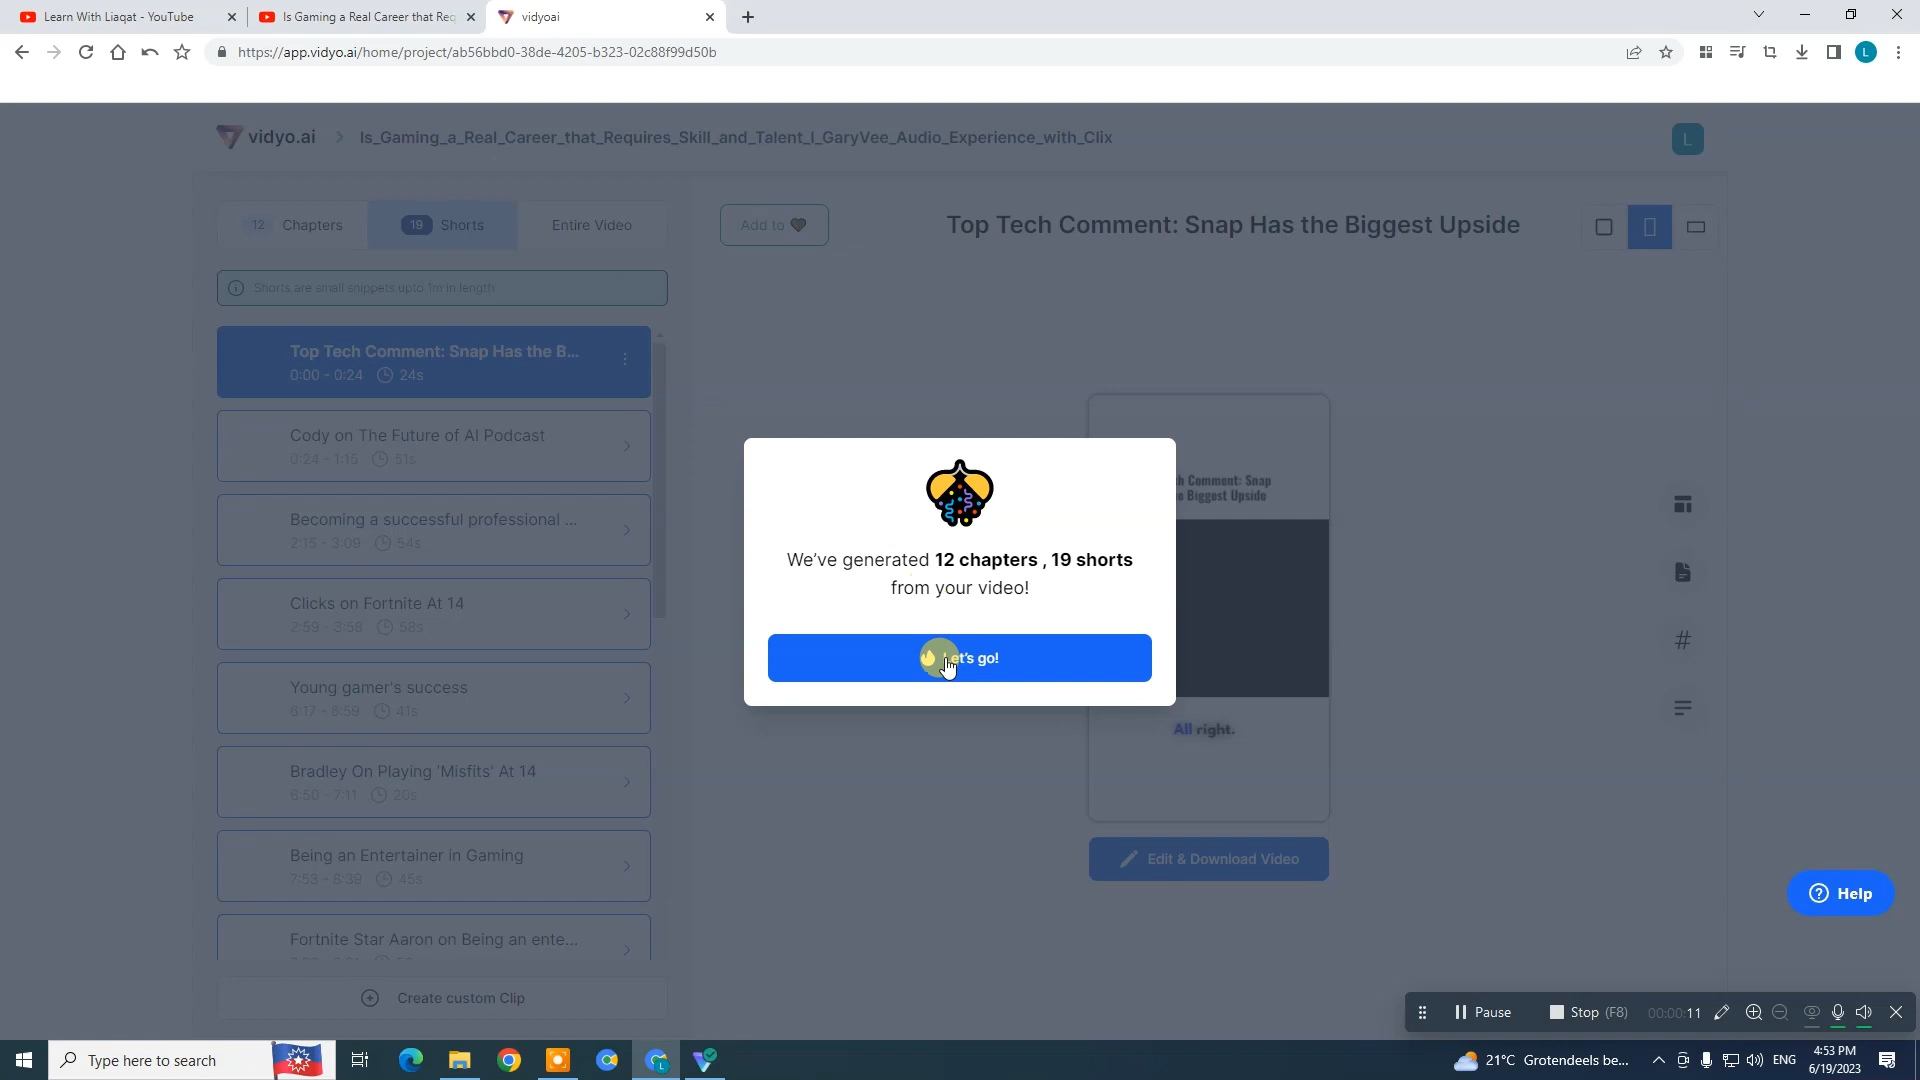 Learn With Liaqat - YouTube
Is Gaming a Real Career that Req
vidyoai
https://app.vidyo.ai/home/project/ab56bbd0-38de-4205-b323-02c88f99d50b
L
vidyo.ai > Is_Gaming_a_Real_Career_that_Requires_Skill_and_Talent_I_GaryVee_Audio_Experience_with_Clix
L
12 Chapters
19 Shorts
Entire Video
Add to
Top Tech Comment: Snap Has the Biggest Upside
Shorts are small snippets upto 1m in length
Top Tech Comment: Snap Has the B...
0:00 - 0:24 24s
Cody on The Future of AI Podcast
0:24 - 1:15 51s
Becoming a successful professional ...
2:15 - 3:09 54s
Clicks on Fortnite At 14
2:59 - 3:58 58s
Young gamer's success
6:17 - 6:59 41s
Bradley On Playing 'Misfits' At 14
6:50 - 7:11 20s
Being an Entertainer in Gaming
7:53 - 8:39 45s
Fortnite Star Aaron on Being an ente...
Create custom Clip
Comment: Snap
Biggest Upside
We've generated 12 chapters , 19 shorts
from your video!
Let's go!
All right.
Edit & Download Video
#
Help
Pause
Stop (F8)
00:00:11
Type here to search
L
21°C Grotendeels be...
ENG
4:53 PM
6/19/2023